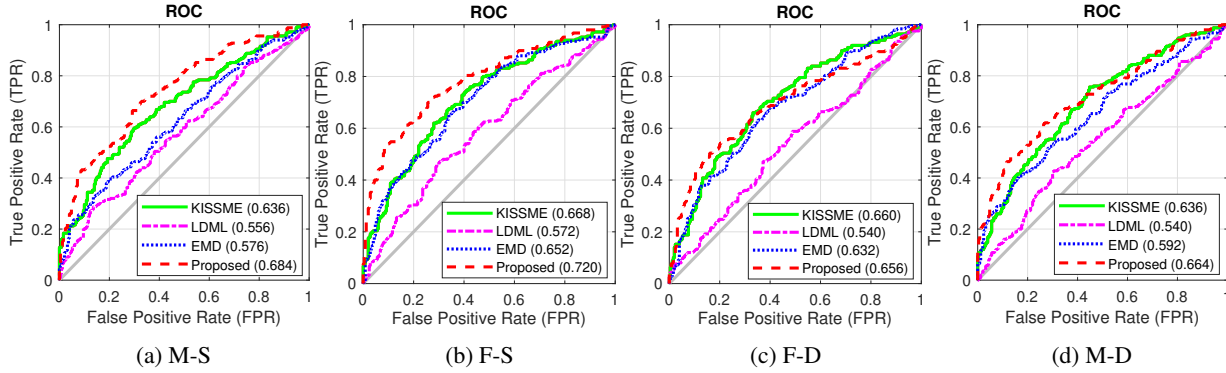 ROC
True Positive Rate (TPR)
1
0.8
0.6
0.4
0.2
0
0 0.2 0.4 0.6 0.8 1
False Positive Rate (FPR)
KISSME (0.636)
LDML (0.556)
EMD (0.576)
Proposed (0.684)
(a) M-S
ROC
True Positive Rate (TPR)
1
0.8
0.6
0.4
0.2
0
0 0.2 0.4 0.6 0.8 1
False Positive Rate (FPR)
KISSME (0.668)
LDML (0.572)
EMD (0.652)
Proposed (0.720)
(b) F-S
ROC
True Positive Rate (TPR)
1
0.8
0.6
0.4
0.2
0
0 0.2 0.4 0.6 0.8 1
False Positive Rate (FPR)
KISSME (0.660)
LDML (0.540)
EMD (0.632)
Proposed (0.656)
(c) F-D
ROC
True Positive Rate (TPR)
1
0.8
0.6
0.4
0.2
0
0 0.2 0.4 0.6 0.8 1
False Positive Rate (FPR)
KISSME (0.636)
LDML (0.540)
EMD (0.592)
Proposed (0.664)
(d) M-D